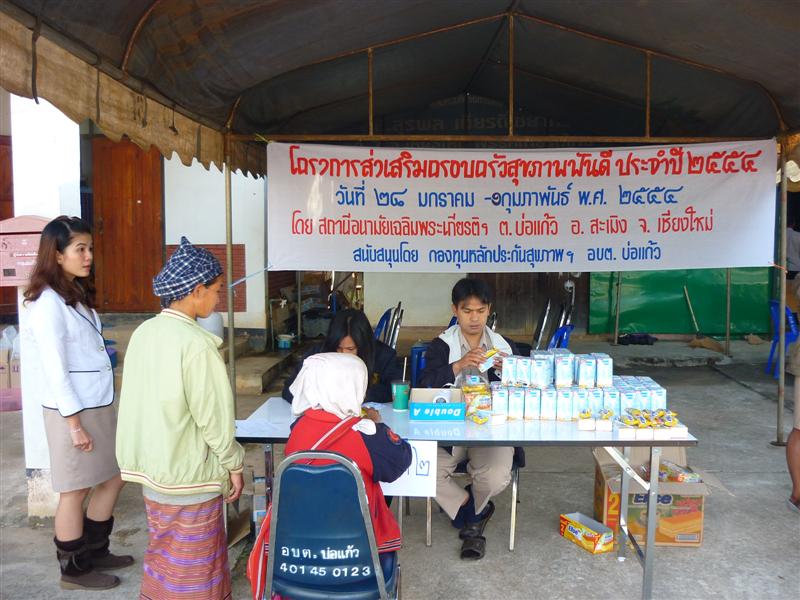 โครงการส่งเสริมครอบครัวสุขภาพฟันดี ประจำปี ๒๕๕๔
วันที่ ๒๘ มกราคม -๑กุมภาพันธ์ พ.ศ. ๒๕๕๔
โดย สถานีอนามัยเฉลิมพระเกียรติฯ ต.บ่อแก้ว อ.สะเมิง จ.เชียงใหม่
สนับสนุนโดย กองทุนหลักประกันสุขภาพฯ อบต. บ่อแก้ว
Double A
๒
อบต. บ่อแก้ว
401 45 0123